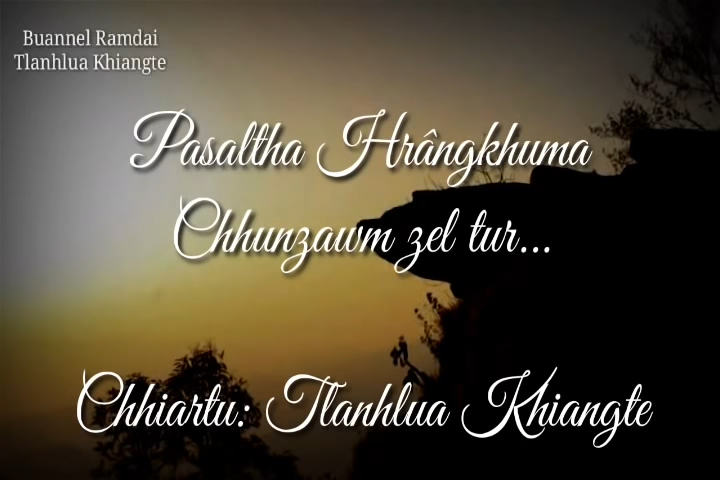 Buannel Ramdai
Tlanhlua Khiangte
Pasaltha Hrângkhuma
Chhunzawm zel tur...
Chhiartu: Tlanhlua Khiangte